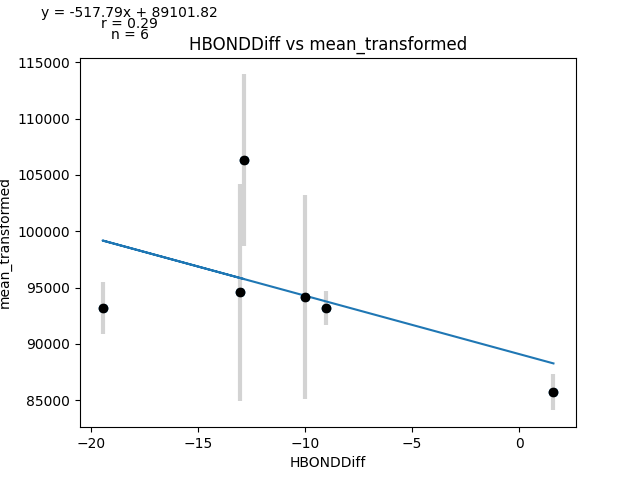 y = -517.79x + 89101.82
r = 0.29
n = 6
HBONDDiff vs mean_transformed
115000
110000
105000
100000
95000
90000
85000
mean_transformed
−20
−15
−10
−5
0
HBONDDiff